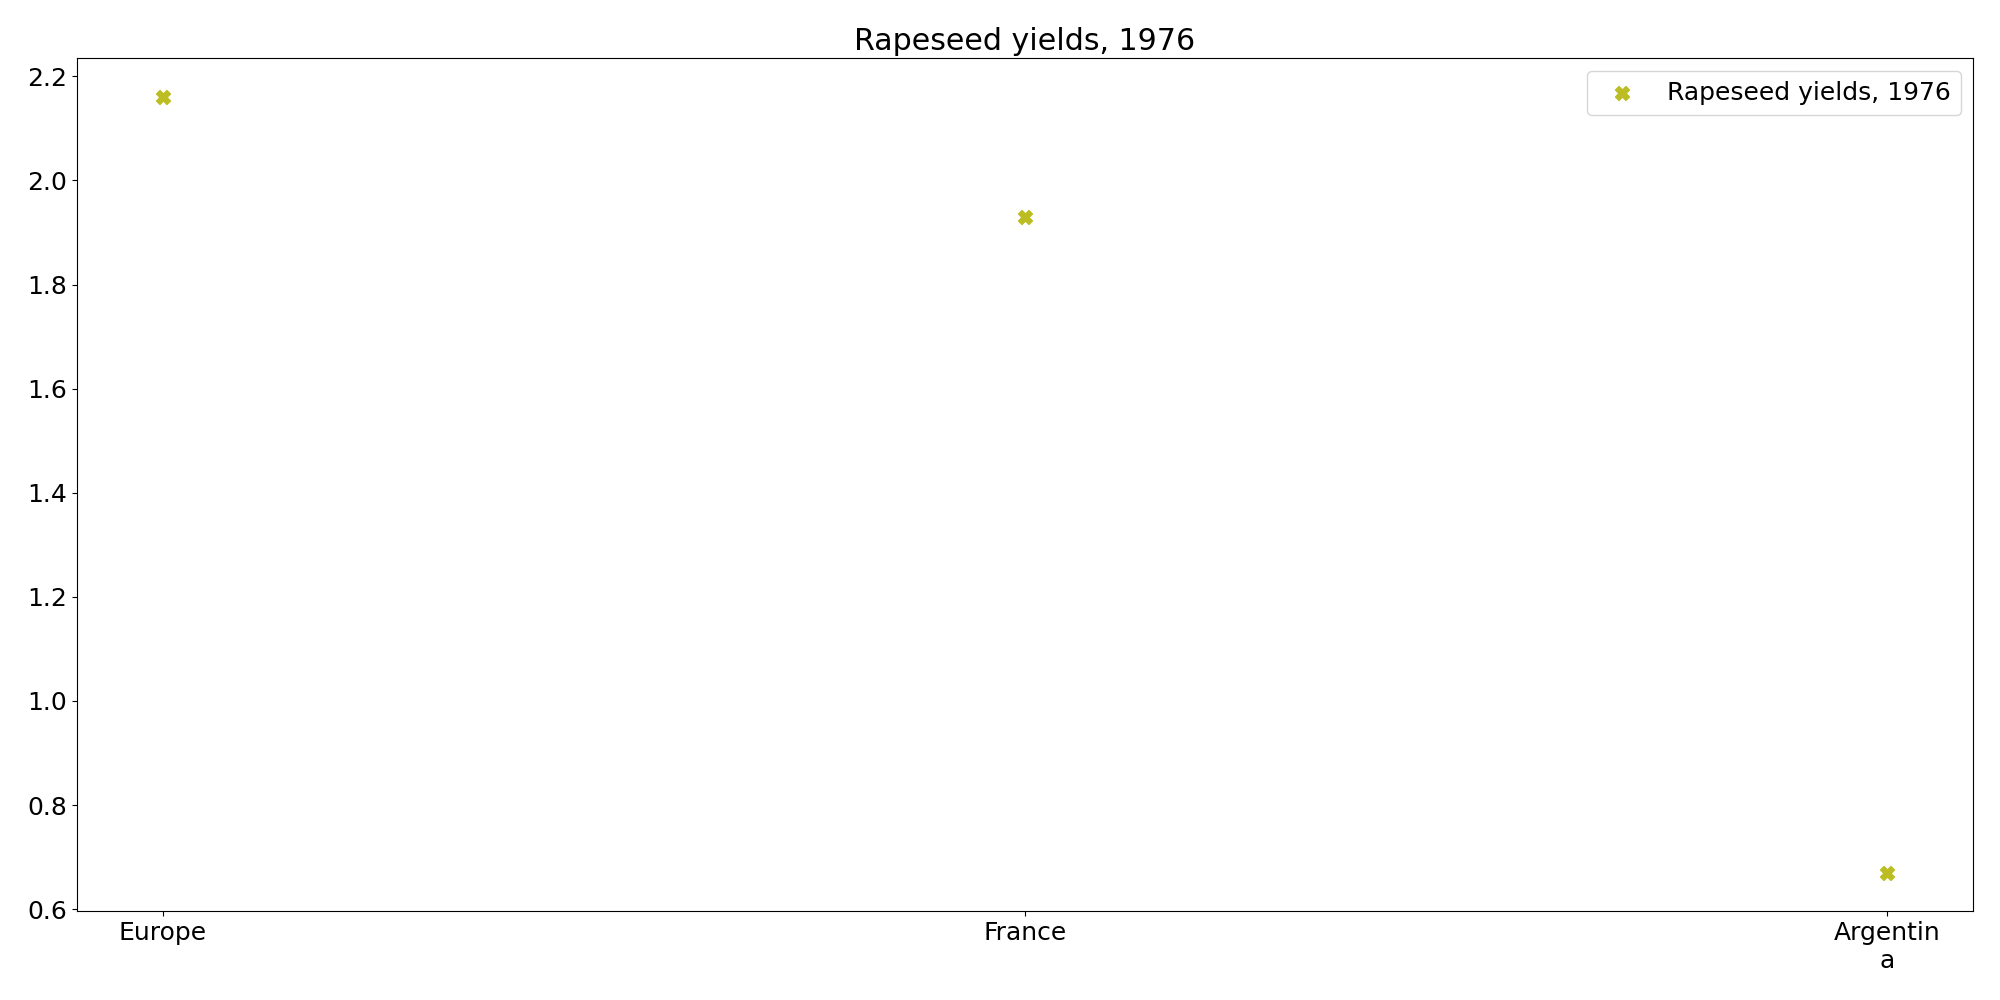 Rapeseed yields, 1976
Rapeseed yields, 1976
2.2
2.0
1.8
1.6
1.4
1.2
1.0
0.8
0.6
Europe
France
Argentin
a